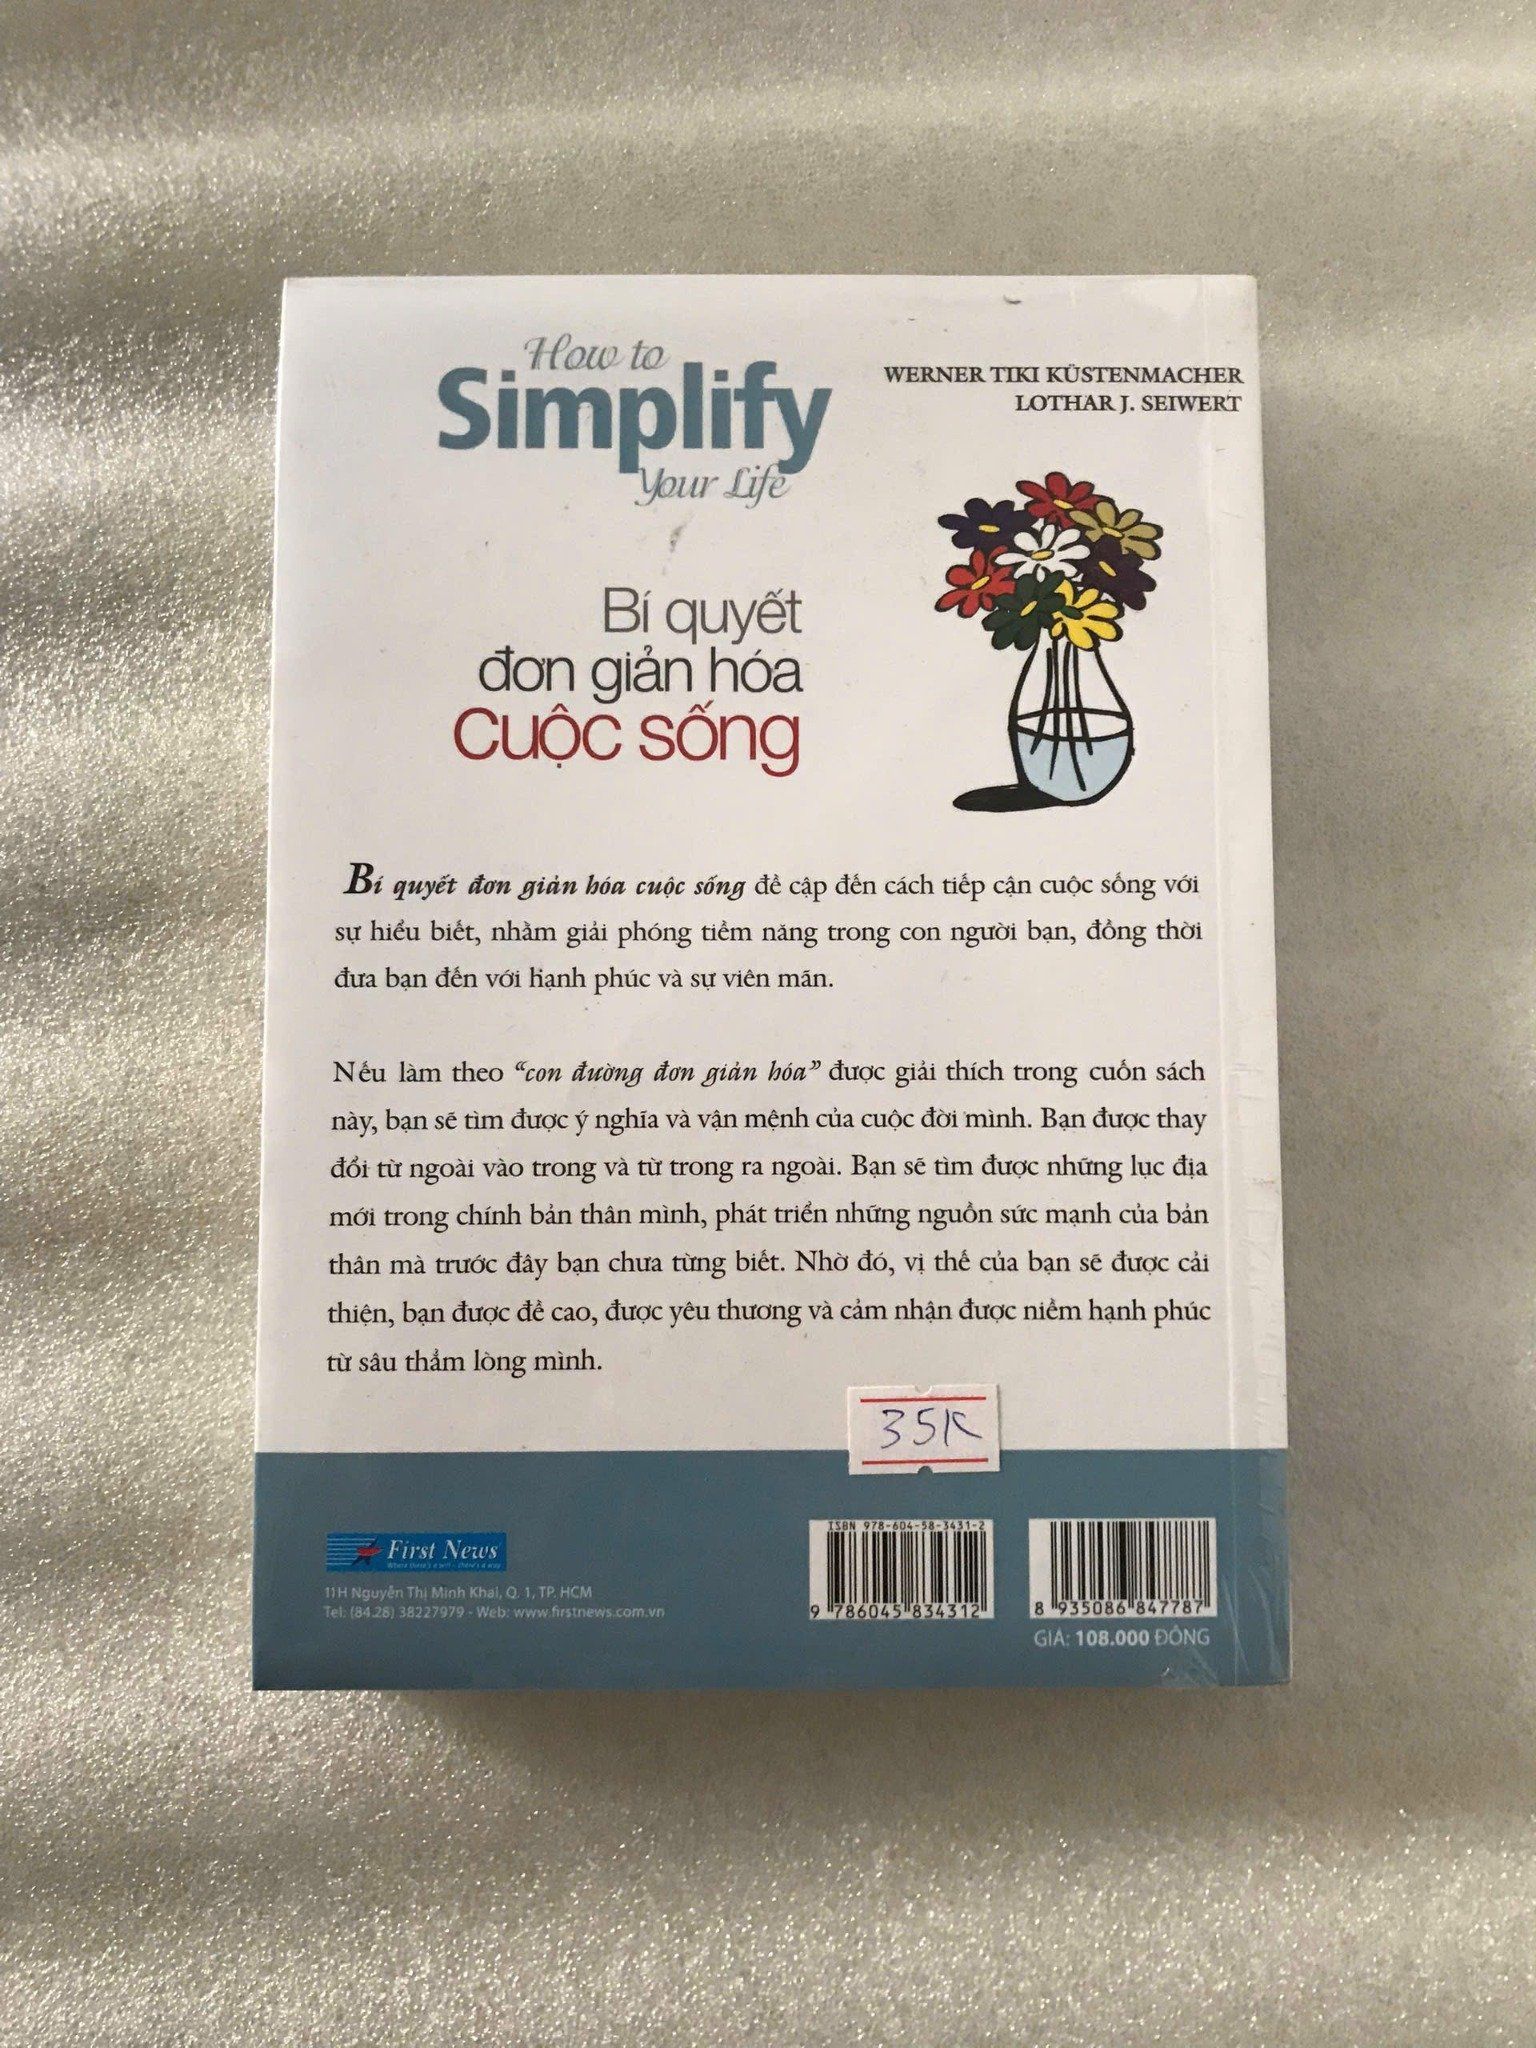 How to
Simplify
Your Life
WERNER TIKI KÜSTENMACHER
LOTHAR J. SEIWERT
Bí quyết
đơn giản hóa
Cuộc sống
Bí quyết đơn giản hóa cuộc sống đề cập đến cách tiếp cận cuộc sống với
sự hiểu biết, nhằm giải phóng tiềm năng trong con người bạn, đồng thời
đưa bạn đến với hạnh phúc và sự viên mãn.
Nếu làm theo “con đường đơn giản hóa” được giải thích trong cuốn sách
này, bạn sẽ tìm được ý nghĩa và vận mệnh của cuộc đời mình. Bạn được thay
đổi từ ngoài vào trong và từ trong ra ngoài. Bạn sẽ tìm được những lục địa
mới trong chính bản thân mình, phát triển những nguồn sức mạnh của bản
thân mà trước đây bạn chưa từng biết. Nhờ đó, vị thế của bạn sẽ được cải
thiện, bạn được đề cao, được yêu thương và cảm nhận được niềm hạnh phúc
từ sâu thẳm lòng mình.
35K
First News
Where there's a will - there's a way
11H Nguyễn Thị Minh Khai, Q. 1, TP. HCM
Tel: (84.28) 38227979 - Web: www.firstnews.com.vn
ISBN 978-604-58-3431-2
9 786045 834312
8 935086 847787
GIÁ: 108.000 ĐỒNG